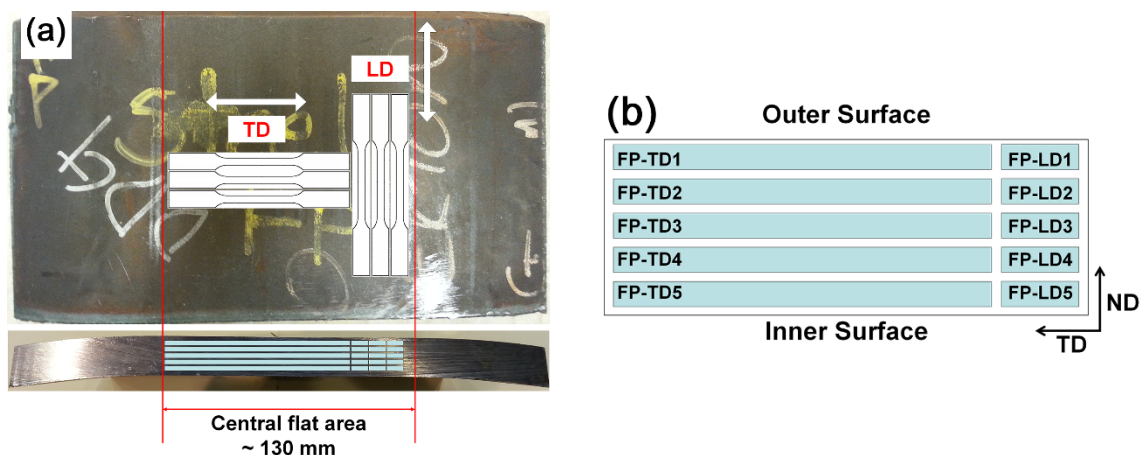 (a)
LD
TD
Central flat area
~ 130 mm
(b)
Outer Surface
FP-TD1 FP-LD1
FP-TD2 FP-LD2
FP-TD3 FP-LD3
FP-TD4 FP-LD4
FP-TD5 FP-LD5
Inner Surface
ND
TD